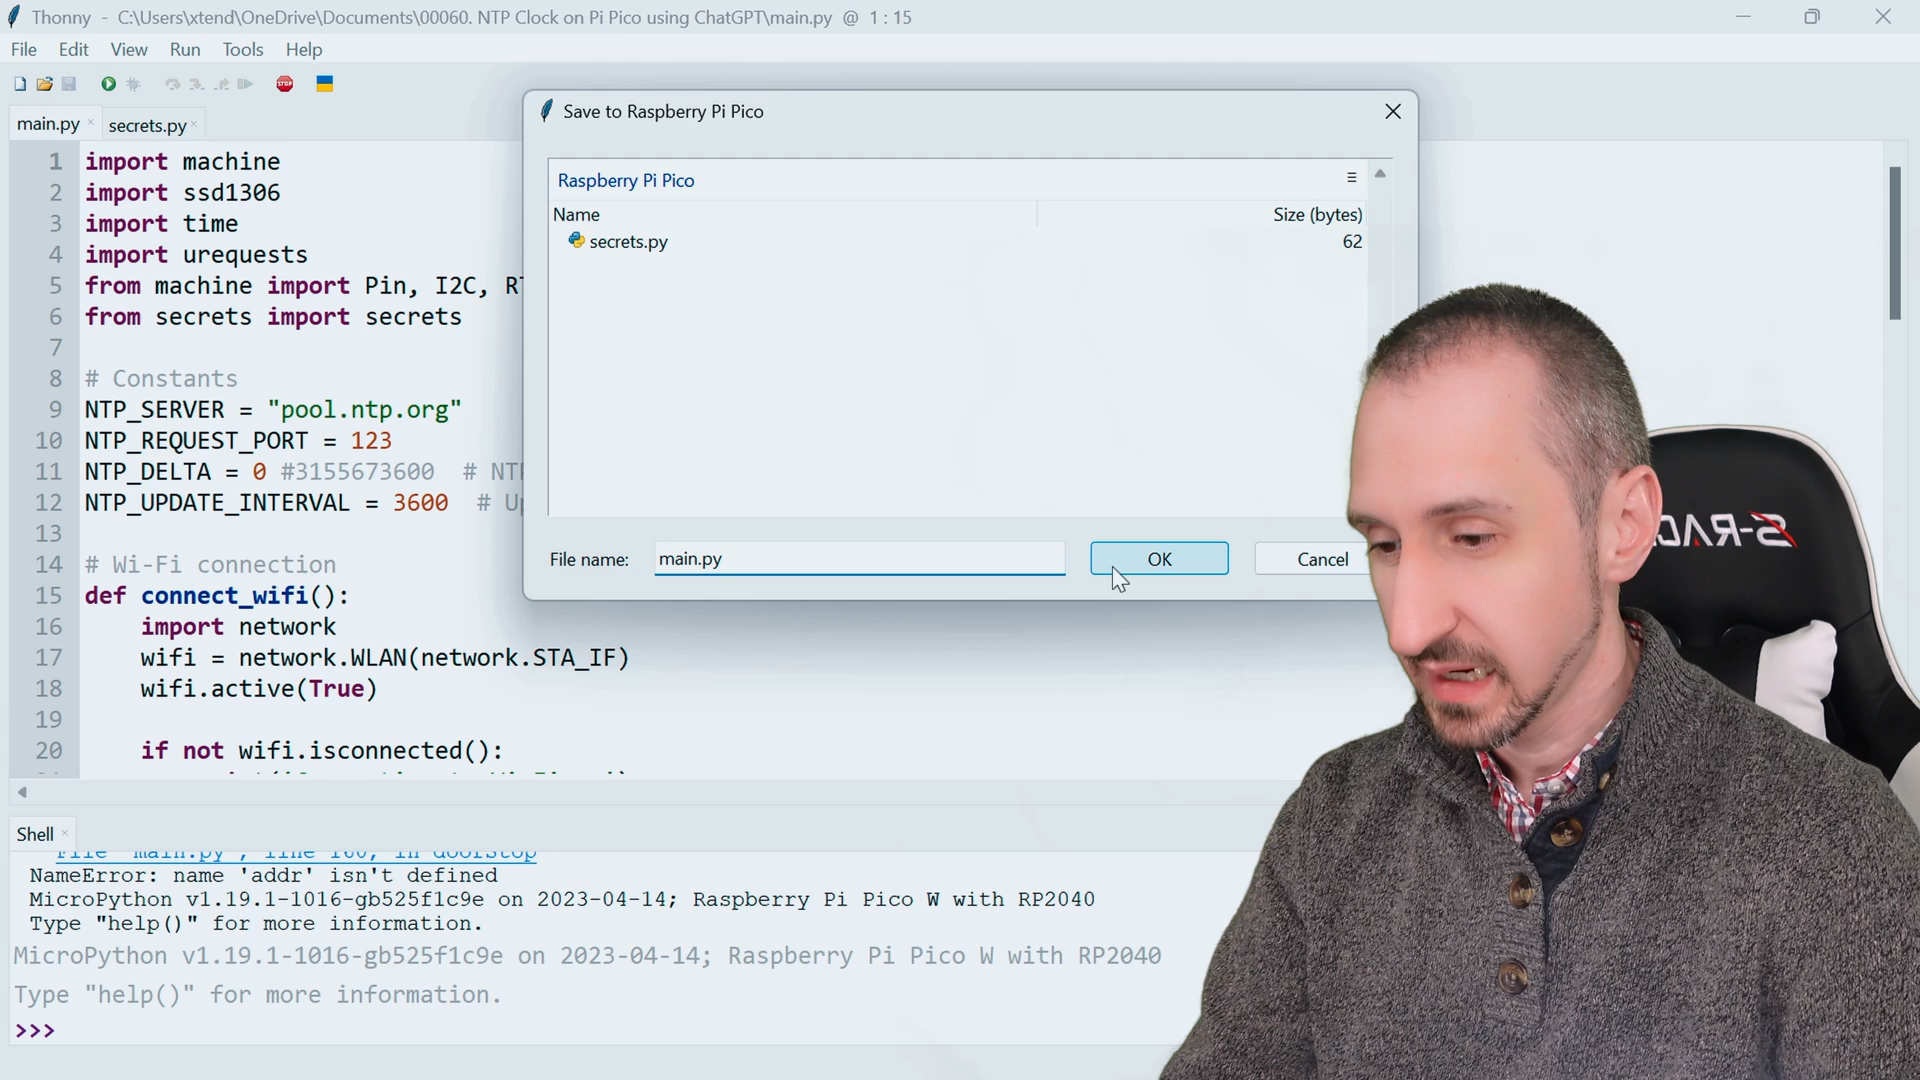 Thonny - C:\Users\xtend\OneDrive\Documents\00060. NTP Clock on Pi Pico using ChatGPT\main.py @ 1 : 15
File Edit View Run Tools Help
STOP
main.py × secrets.py ×
1 import machine
2 import ssd1306
3 import time
4 import urequests
5 from machine import Pin, I2C, RT
6 from secrets import secrets
7
8 # Constants
9 NTP_SERVER = "pool.ntp.org"
10 NTP_REQUEST_PORT = 123
11 NTP_DELTA = 0 #3155673600 # NT
12 NTP_UPDATE_INTERVAL = 3600 # Up
13
14 # Wi-Fi connection
15 def connect_wifi():
16 import network
17 wifi = network.WLAN(network.STA_IF)
18 wifi.active(True)
19
20 if not wifi.isconnected():
Save to Raspberry Pi Pico
Raspberry Pi Pico
Name Size (bytes)
secrets.py 62
File name: main.py OK Cancel
Shell ×
NameError: name 'addr' isn't defined
MicroPython v1.19.1-1016-gb525f1c9e on 2023-04-14; Raspberry Pi Pico W with RP2040
Type "help()" for more information.
MicroPython v1.19.1-1016-gb525f1c9e on 2023-04-14; Raspberry Pi Pico W with RP2040
Type "help()" for more information.
>>>